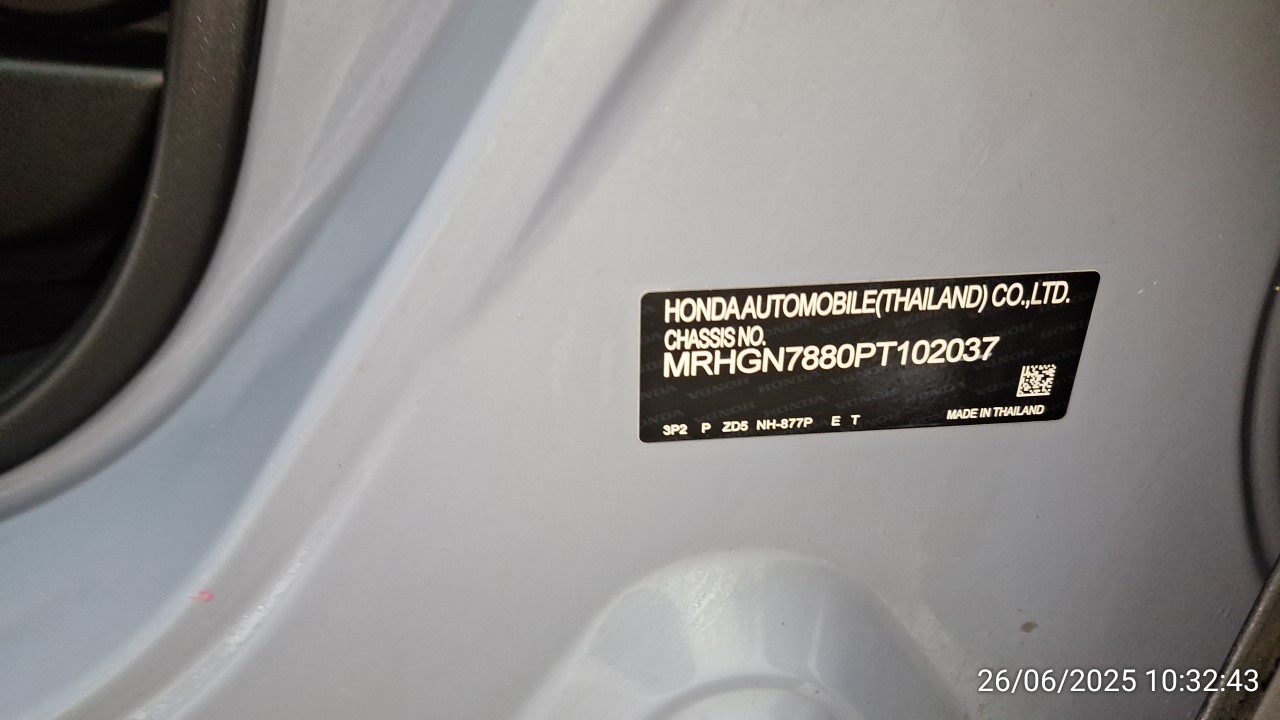 HONDA AUTOMOBILE(THAILAND) CO.,LTD.
CHASSIS NO.
MRHGN7880PT102037
3P2 P ZD5 NH-877P E T
MADE IN THAILAND
26/06/2025 10:32:43